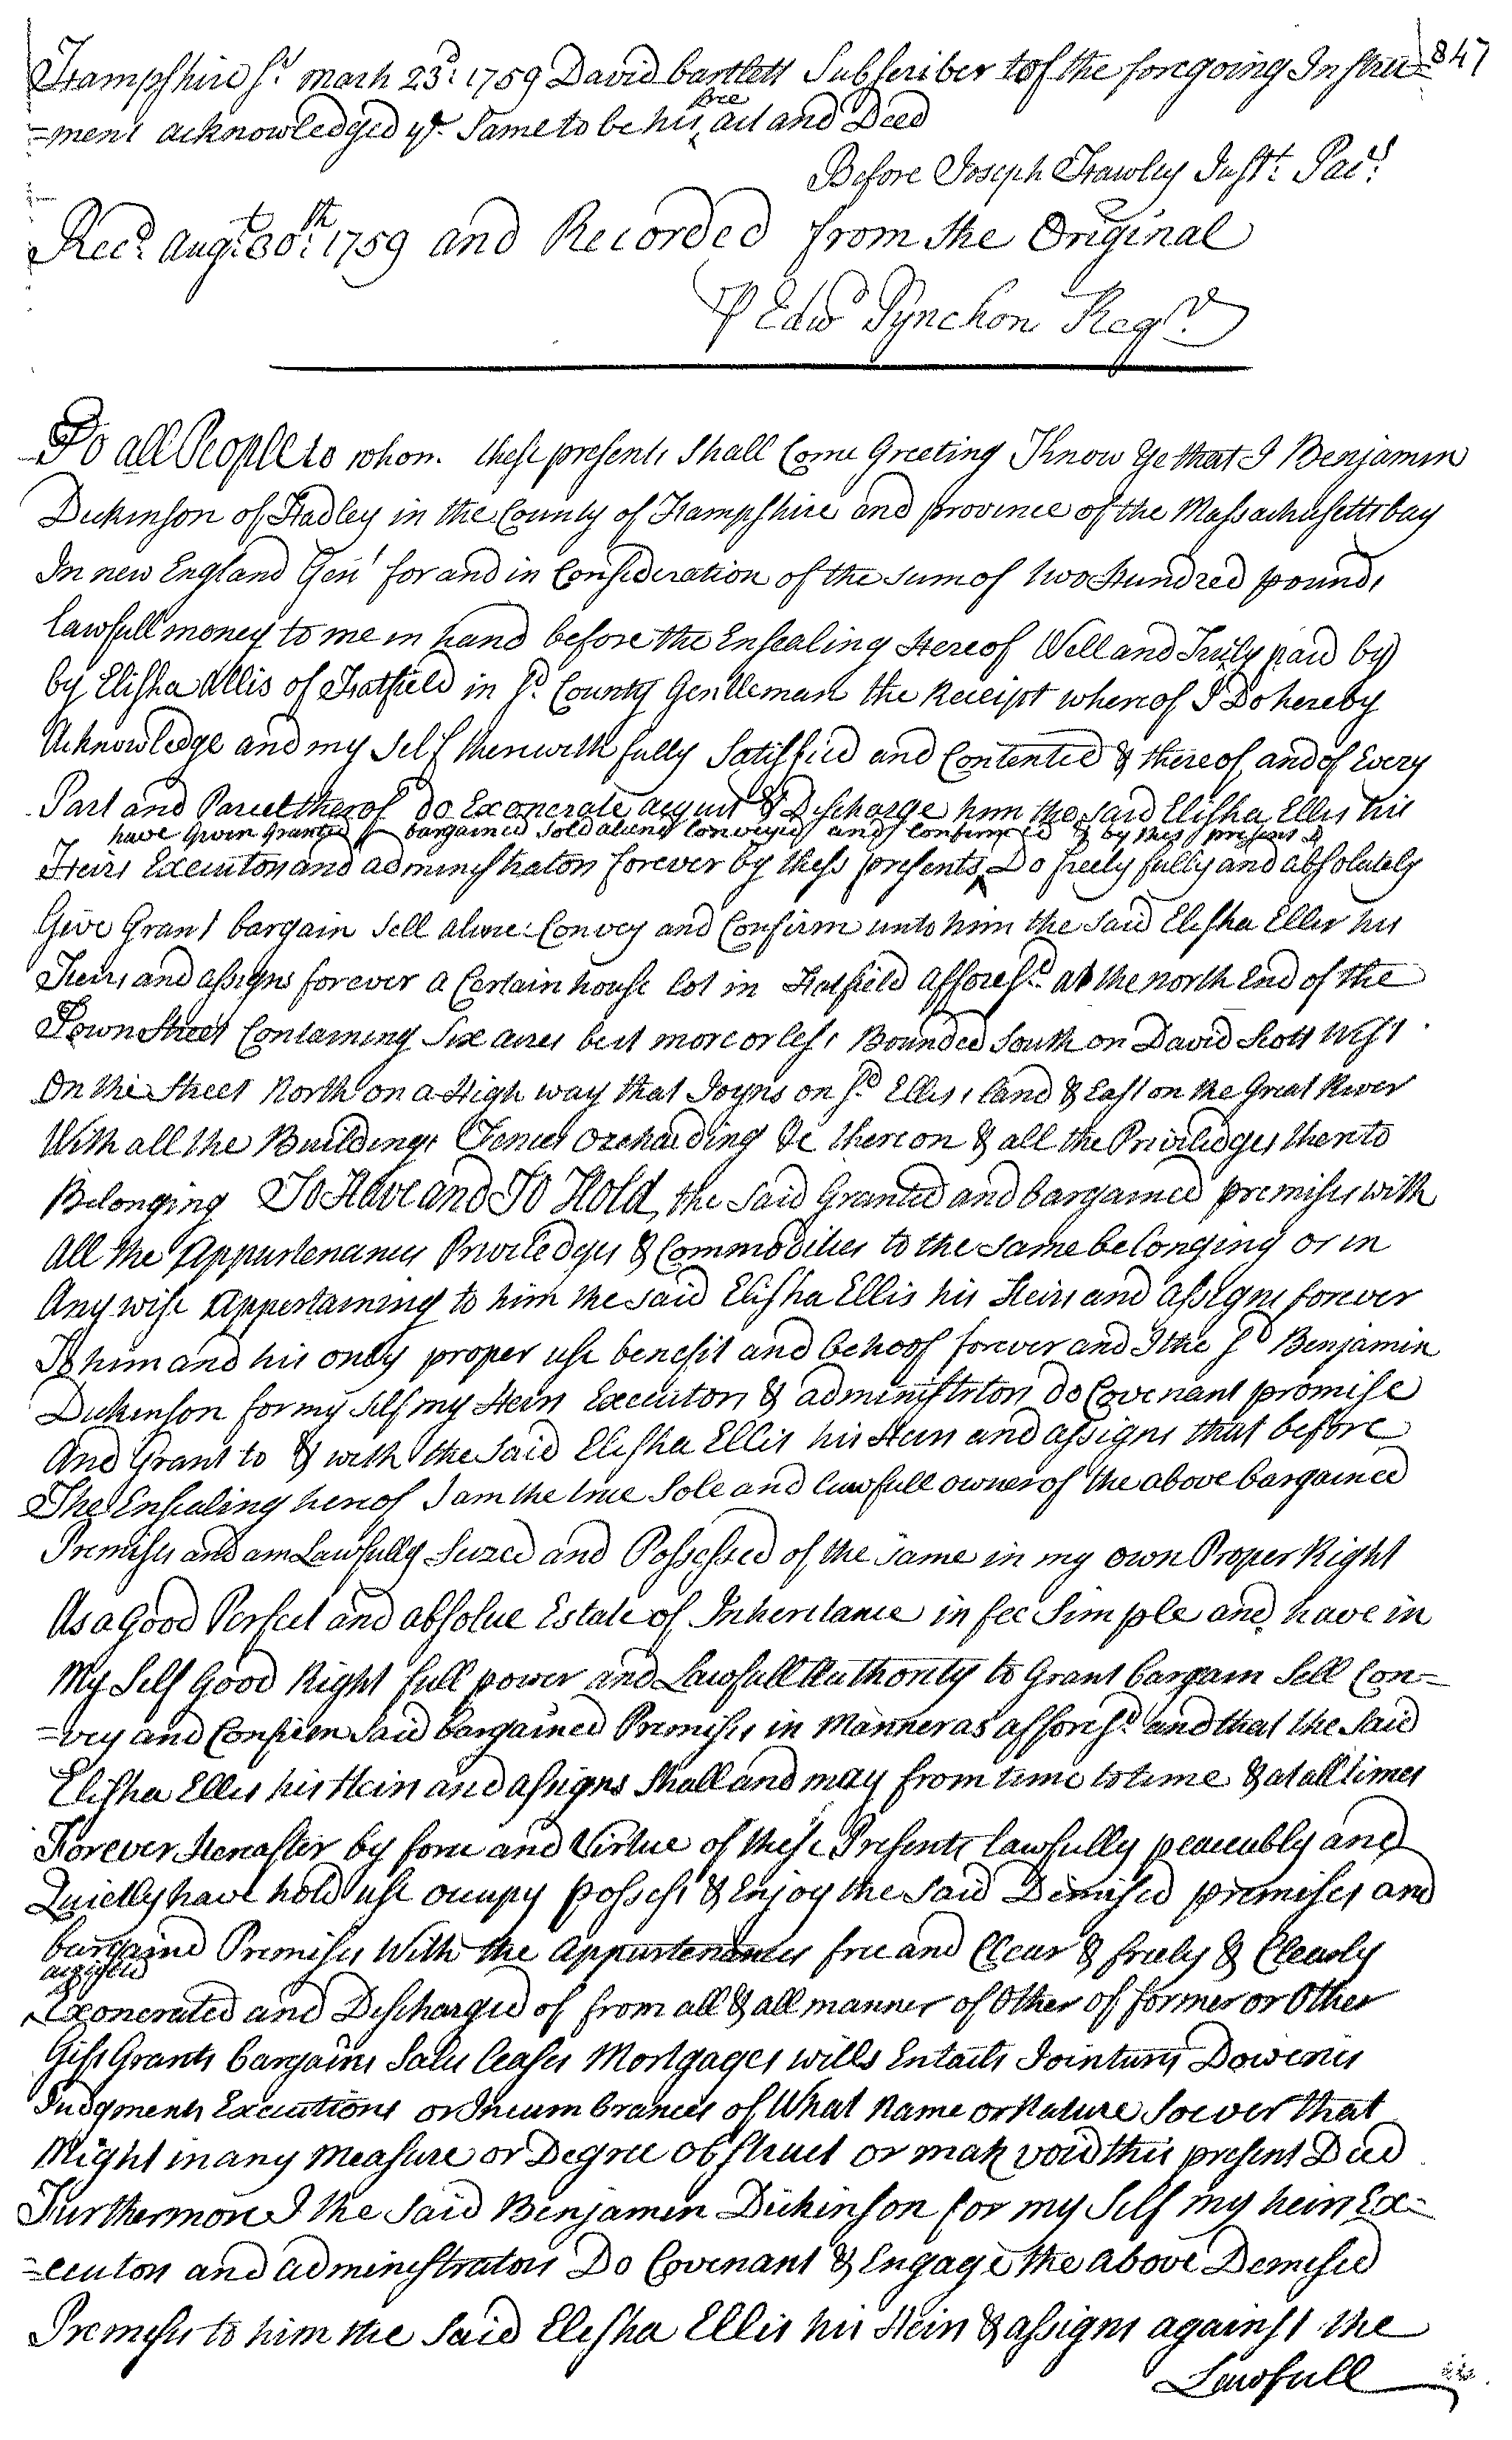 Hampshire Ss. march 23d: 1759 David bartlett Subscriber to of the foregoing Instru= 847
=ment acknowledged ye. Same to be his free act and Deed
Before Joseph Hawley Just: Pac:
Recd. Augt. 30th: 1759 and Recorded from the Original
P Edwd Pynchon Regr.
To all People to whom these presents Shall Come Greeting Know Ye that I Benjamin
Dickinson of Hadley in the County of Hampshire and province of the Massachusetts bay
In new England Gent for and in Consideration of the sum of two Hundred pounds
lawfull money to me in hand before the Ensealing Hereof Well and Truly paid by
by Elisha Allis of Hatfield in sd. County Gentleman the Receipt whereof I Do hereby
Acknowledge and my Self therewith fully Satisfied and Contented & thereof and of Every
Part and Parcel therof do Exonerate acquit & Discharge him the said Elisha Ellis his
have Given Granted bargained Sold aliend Conveyed and Confirmed & by these presents D
Heirs Executors and administrators forever by thess presents Do freely fully and absolutely
Give Grant bargain Sell aliene Convey and Confirm unto him the said Elisha Ellis his
Heirs and assigns forever a Certain house lot in Hatfield afforesd. at the north End of the
Town Street Containing Six acres be it more or less Bounded South on David Scott West
On the Street North on a High way that Joyns on sd Ellis's land & East on the Great River
With all the Buildings Fences Orcharding &c thereon & all the Priviledges thereto
Belonging To Have and To Hold the said Granted and bargained premises with
All the Appurtenances Priviledges & Commodities to the same belonging or in
Any wise Appertaining to him the said Elisha Ellis his Heirs and assigns forever
To him and his only proper use benefit and behoof forever and I the sd Benjamin
Dickinson for my self my Heirs Executors & administrtors do Covenant promise
And Grant to & with the Said Elisha Ellis his Heirs and assigns that before
The Ensealing hereof I am the true Sole and lawfull owner of the above bargained
Premises and am Lawfully Seized and Possessed of the same in my own Proper Right
As a Good Perfect and absolue Estate of Inheritance in fee Simple and have in
My Self Good Right full power and Lawfull Authority to Grant bargain Sell Con=
=vey and Confirm said bargained Premises in Manner as afforesd. and that the Said
Elisha Ellis his Heirs and assigns Shall and may from time to time & at all times
Forever Hereafter by force and Virtue of these Presents lawfully peaceably and
Quietly have hold use occupy possess & Enjoy the said Demised premises and
bargained Premises With the Appurtenances free and Clear & freely & Clearly
acquitted
Exonerated and Discharged of from all & all manner of Other of former or Other
Gifts Grants bargains Sales leases Mortgages wills Entails Jointures Doweries
Judgments Executions or Incumbrances of What Name or Nature Soever that
Might in any Measure or Degree obstruct or mak void this present Deed
Furthermore I the Said Benjamin Dickinson for my Self my heirs Ex=
=ecutors and administrators Do Covenant & Engage the above Demised
Premises to him the Said Elisha Ellis his Heirs & assigns against the
Lawfull